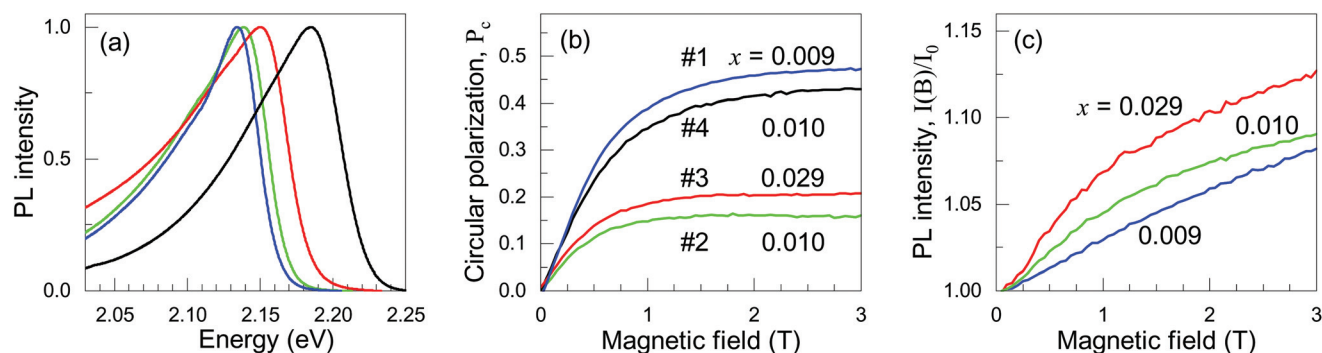 (a)
PL intensity
1.0
0.5
0.0
2.05 2.10 2.15 2.20 2.25
Energy (eV)
(b)
Circular polarization, P_c
0.5
0.4
0.3
0.2
0.1
0.0
#1 x = 0.009
#4 0.010
#3 0.029
#2 0.010
0 1 2 3
Magnetic field (T)
(c)
PL intensity, I(B)/I_0
1.15
1.10
1.05
1.00
x = 0.029
0.010
0.009
0 1 2 3
Magnetic field (T)